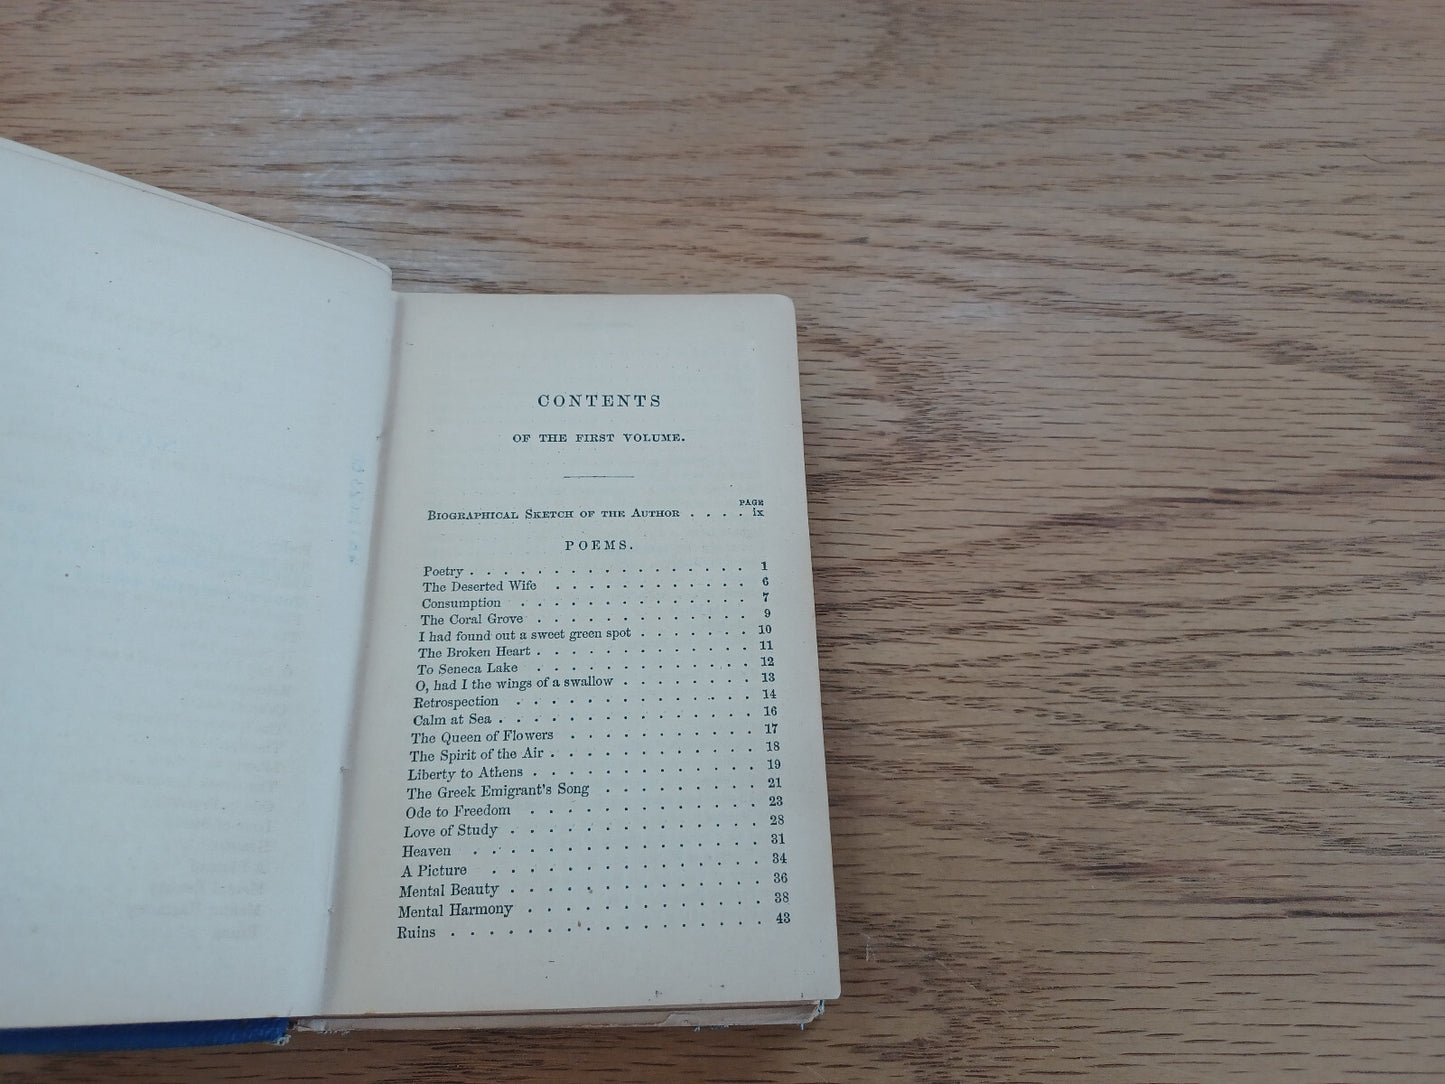 CONTENTS
OF THE FIRST VOLUME.
PAGE
BIOGRAPHICAL SKETCH OF THE AUTHOR . . . . ix
POEMS.
Poetry . . . . . . . . . . . . . . . . 1
The Deserted Wife . . . . . . . . . . . 6
Consumption . . . . . . . . . . . . . 7
The Coral Grove . . . . . . . . . . . . 9
I had found out a sweet green spot . . . . . . . 10
The Broken Heart . . . . . . . . . . . . 11
To Seneca Lake . . . . . . . . . . . . 12
O, had I the wings of a swallow . . . . . . . . 13
Retrospection . . . . . . . . . . . . . 14
Calm at Sea . . . . . . . . . . . . . . 16
The Queen of Flowers . . . . . . . . . . 17
The Spirit of the Air . . . . . . . . . . . 18
Liberty to Athens . . . . . . . . . . . . 19
The Greek Emigrant's Song . . . . . . . . . 21
Ode to Freedom . . . . . . . . . . . . 23
Love of Study . . . . . . . . . . . . . 28
Heaven . . . . . . . . . . . . . . . 31
A Picture . . . . . . . . . . . . . . 34
Mental Beauty . . . . . . . . . . . . . 36
Mental Harmony . . . . . . . . . . . . 38
Ruins . . . . . . . . . . . . . . . . 43